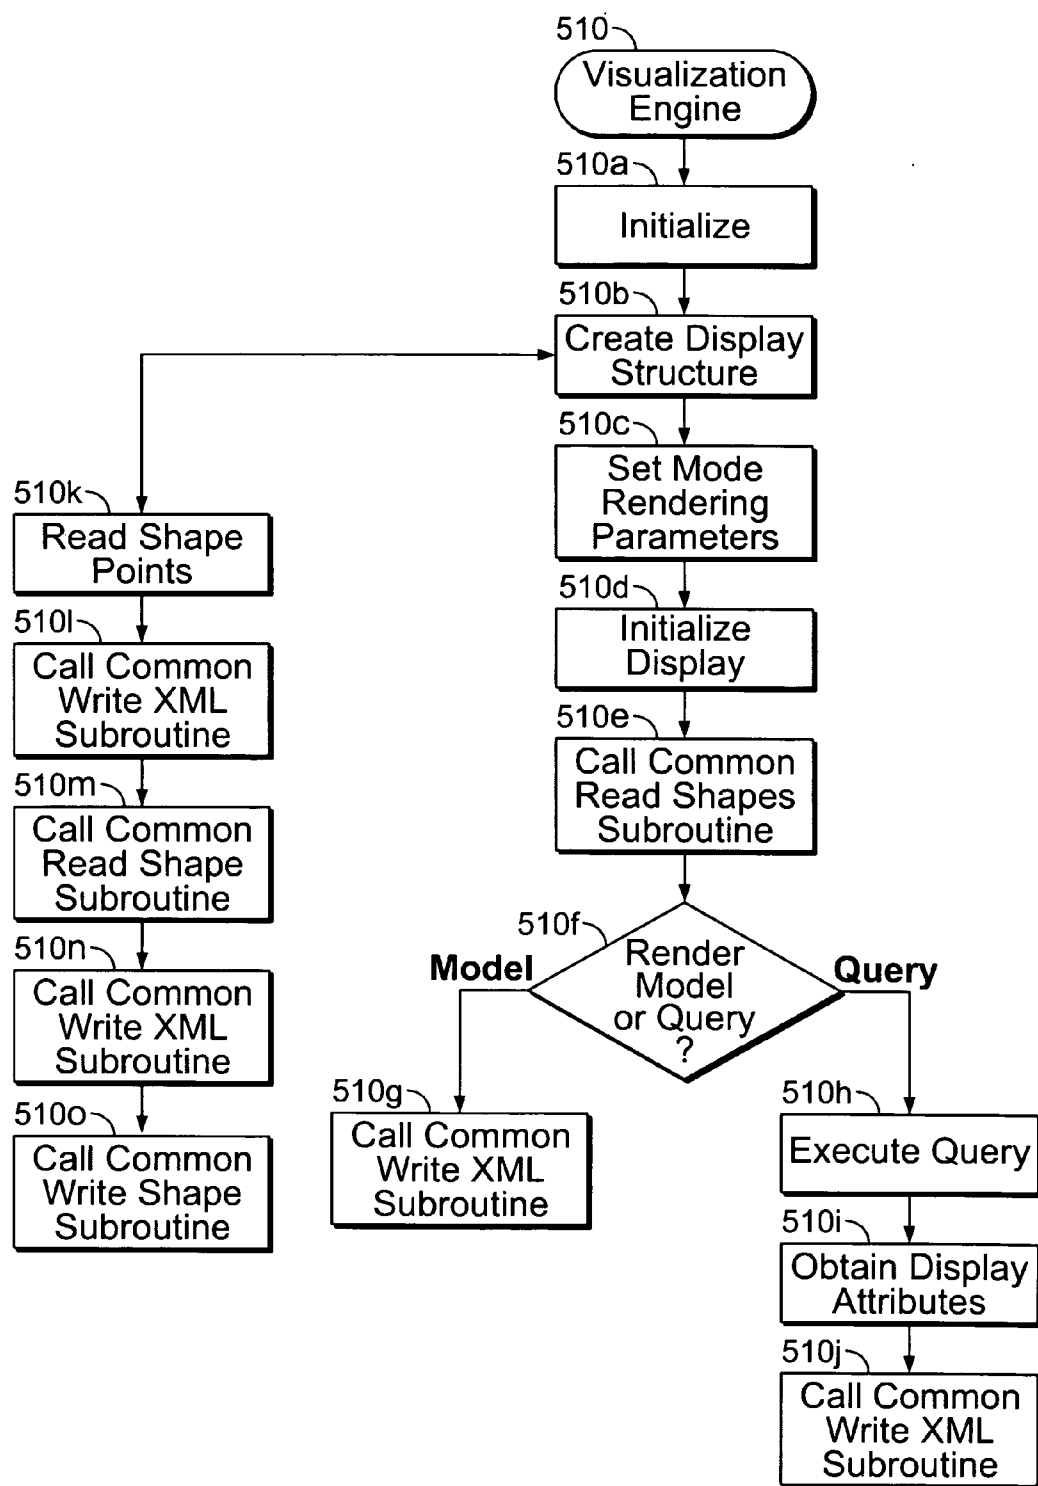 510
Visualization
Engine
510a
Initialize
510b
Create Display
Structure
510c
Set Mode
Rendering
Parameters
510d
Initialize
Display
510e
Call Common
Read Shapes
Subroutine
510f
Render
Model
or Query
?
Model
Query
510g
Call Common
Write XML
Subroutine
510h
Execute Query
510i
Obtain Display
Attributes
510j
Call Common
Write XML
Subroutine
510k
Read Shape
Points
510l
Call Common
Write XML
Subroutine
510m
Call Common
Read Shape
Subroutine
510n
Call Common
Write XML
Subroutine
510o
Call Common
Write Shape
Subroutine